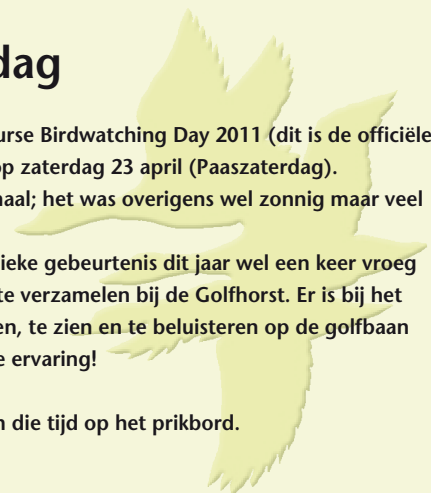 dag
urse Birdwatching Day 2011 (dit is de officiële
op zaterdag 23 april (Paaszaterdag).
naal; het was overigens wel zonnig maar veel
ieke gebeurtenis dit jaar wel een keer vroeg
te verzamelen bij de Golfhorst. Er is bij het
en, te zien en te beluisteren op de golfbaan
e ervaring!
n die tijd op het prikbord.